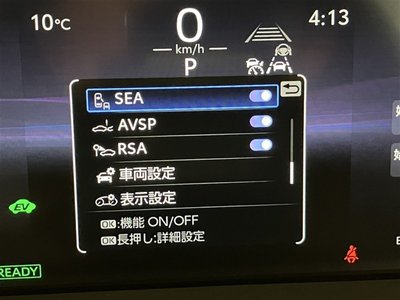 10℃
0
km/h
P
4:13
SEA
AVSP
RSA
車両設定
表示設定
OK:機能 ON/OFF
OK長押し:詳細設定
EV
READY